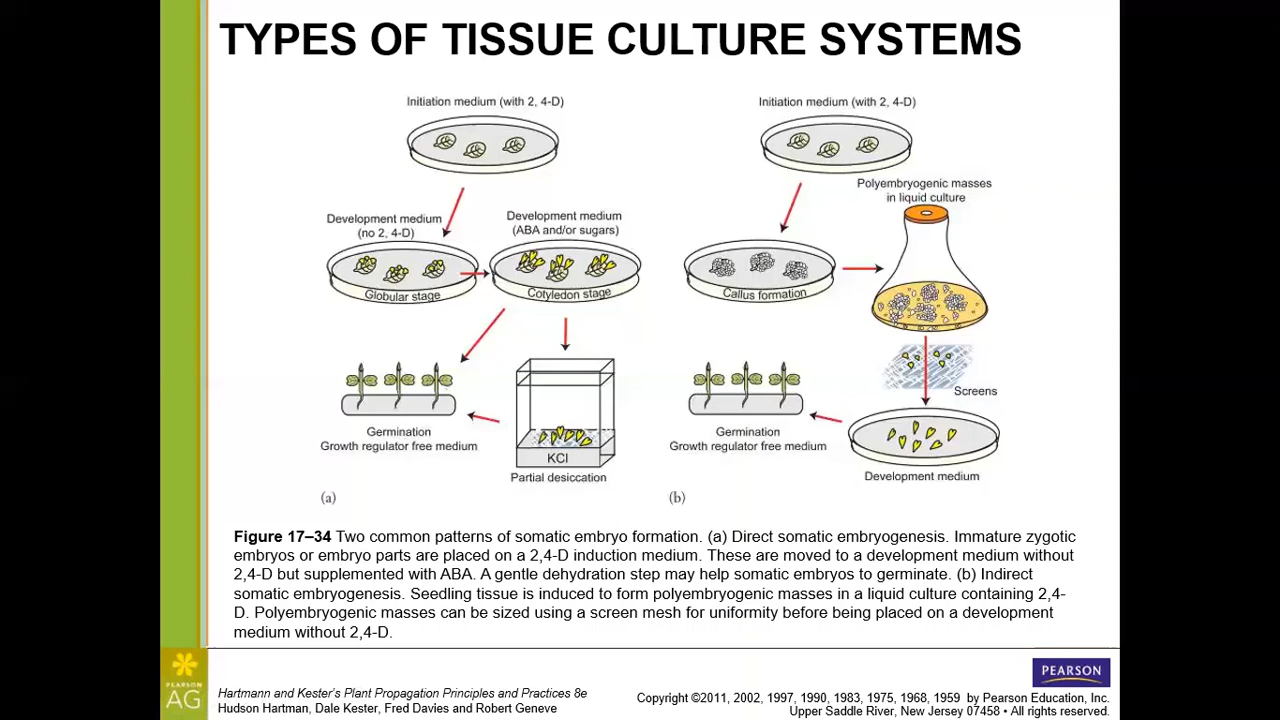 TYPES OF TISSUE CULTURE SYSTEMS
Initiation medium (with 2, 4-D)
Development medium
(no 2, 4-D)
Development medium
(ABA and/or sugars)
Globular stage
Cotyledon stage
Germination
Growth regulator free medium
KCl
Partial desiccation
(a)
Initiation medium (with 2, 4-D)
Polyembryogenic masses
in liquid culture
Callus formation
Screens
Germination
Growth regulator free medium
Development medium
(b)
Figure 17–34 Two common patterns of somatic embryo formation. (a) Direct somatic embryogenesis. Immature zygotic
embryos or embryo parts are placed on a 2,4-D induction medium. These are moved to a development medium without
2,4-D but supplemented with ABA. A gentle dehydration step may help somatic embryos to germinate. (b) Indirect
somatic embryogenesis. Seedling tissue is induced to form polyembryogenic masses in a liquid culture containing 2,4-
D. Polyembryogenic masses can be sized using a screen mesh for uniformity before being placed on a development
medium without 2,4-D.
PEARSON
AG
Hartmann and Kester's Plant Propagation Principles and Practices 8e
Hudson Hartman, Dale Kester, Fred Davies and Robert Geneve
PEARSON
Copyright ©2011, 2002, 1997, 1990, 1983, 1975, 1968, 1959 by Pearson Education, Inc.
Upper Saddle River, New Jersey 07458 • All rights reserved.